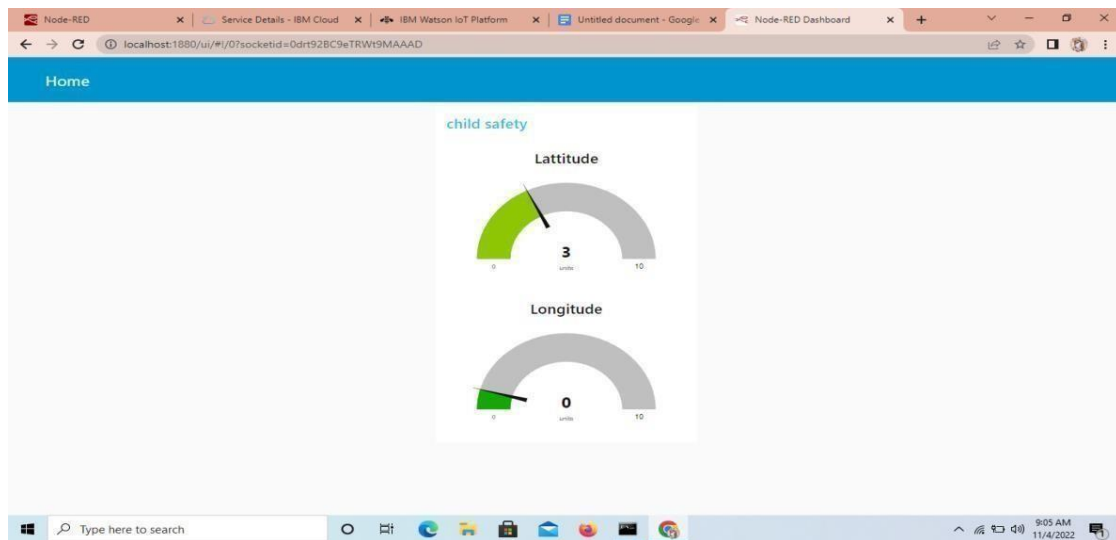 Node-RED
Service Details - IBM Cloud
IBM Watson IoT Platform
Untitled document - Google
Node-RED Dashboard
localhost:1880/ui/#!/0?socketid=0drt92BC9eTRWt9MAAAD
Home
child safety
Lattitude
3
0 units 10
Longitude
0
0 units 10
Type here to search
9:05 AM
11/4/2022